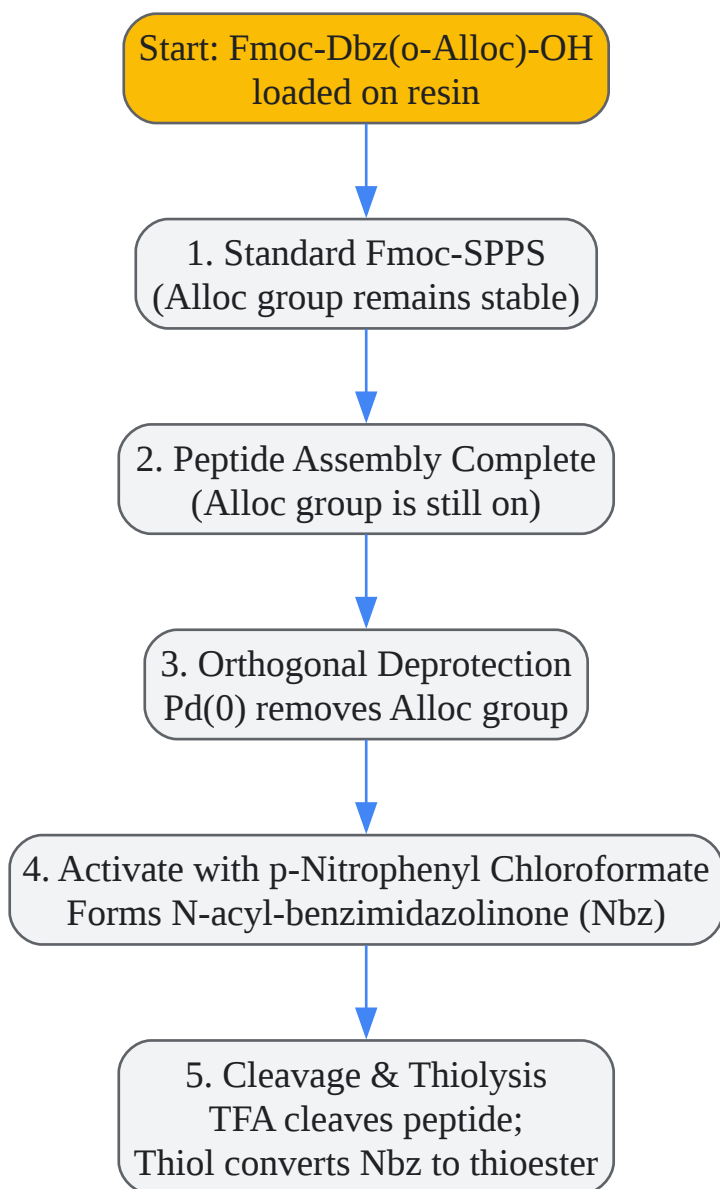 Start: Fmoc-Dbz(o-Alloc)-OH
loaded on resin
1. Standard Fmoc-SPPS
(Alloc group remains stable)
2. Peptide Assembly Complete
(Alloc group is still on)
3. Orthogonal Deprotection
Pd(0) removes Alloc group
4. Activate with p-Nitrophenyl Chloroformate
Forms N-acyl-benzimidazolinone (Nbz)
5. Cleavage & Thiolysis
TFA cleaves peptide;
Thiol converts Nbz to thioester